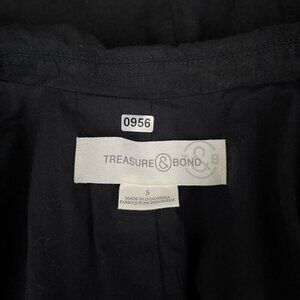 0956
TREASURE & BOND
& B
S
MADE IN INDONESIA
FABRIQUÉ EN INDONÉSIE